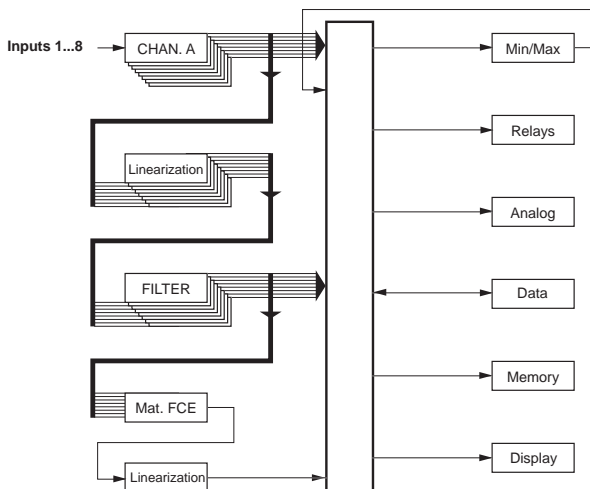 Inputs 1...8
CHAN. A
Min/Max
Relays
Linearization
Analog
FILTER
Data
Memory
Mat. FCE
Display
Linearization